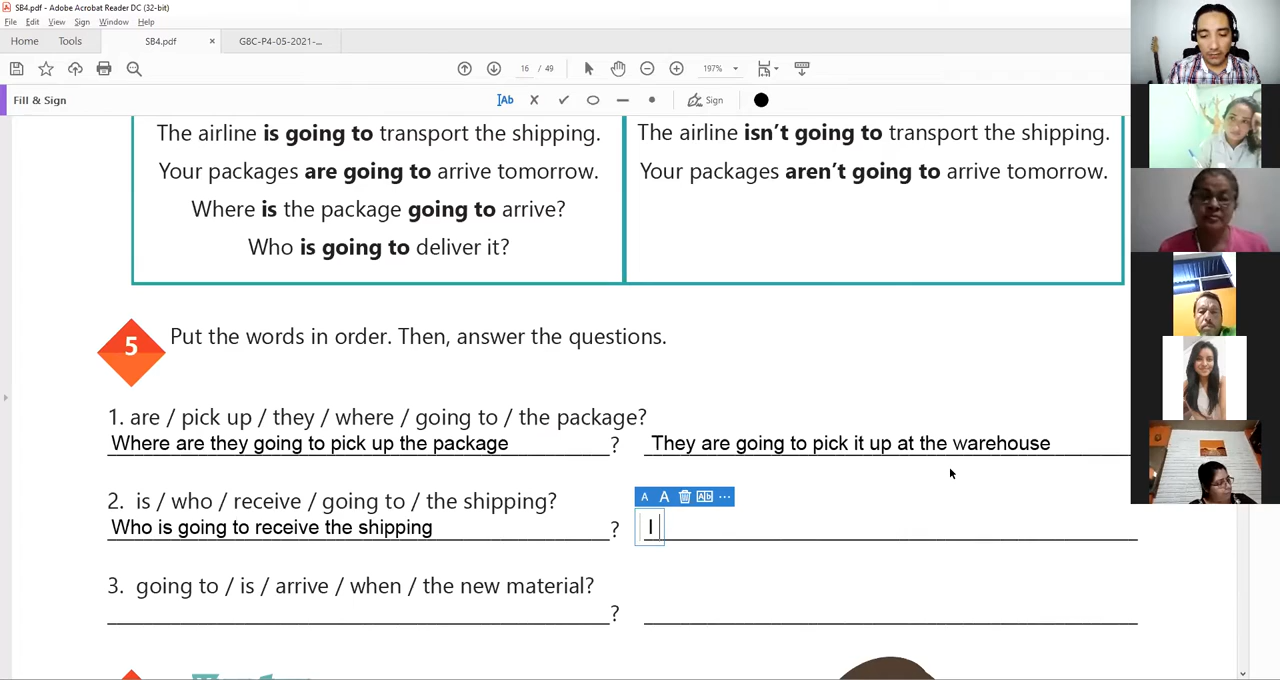 SB4.pdf - Adobe Acrobat Reader DC (32-bit)
File Edit View Sign Window Help
Home Tools SB4.pdf × GBC-P4-05-2021-...
16 / 49 197%
Fill & Sign Ab Sign
The airline is going to transport the shipping.
Your packages are going to arrive tomorrow.
Where is the package going to arrive?
Who is going to deliver it?
The airline isn't going to transport the shipping.
Your packages aren't going to arrive tomorrow.
5 Put the words in order. Then, answer the questions.
1. are / pick up / they / where / going to / the package?
Where are they going to pick up the package ? They are going to pick it up at the warehouse
2. is / who / receive / going to / the shipping?
A A Ab ...
Who is going to receive the shipping ? I
3. going to / is / arrive / when / the new material?
?